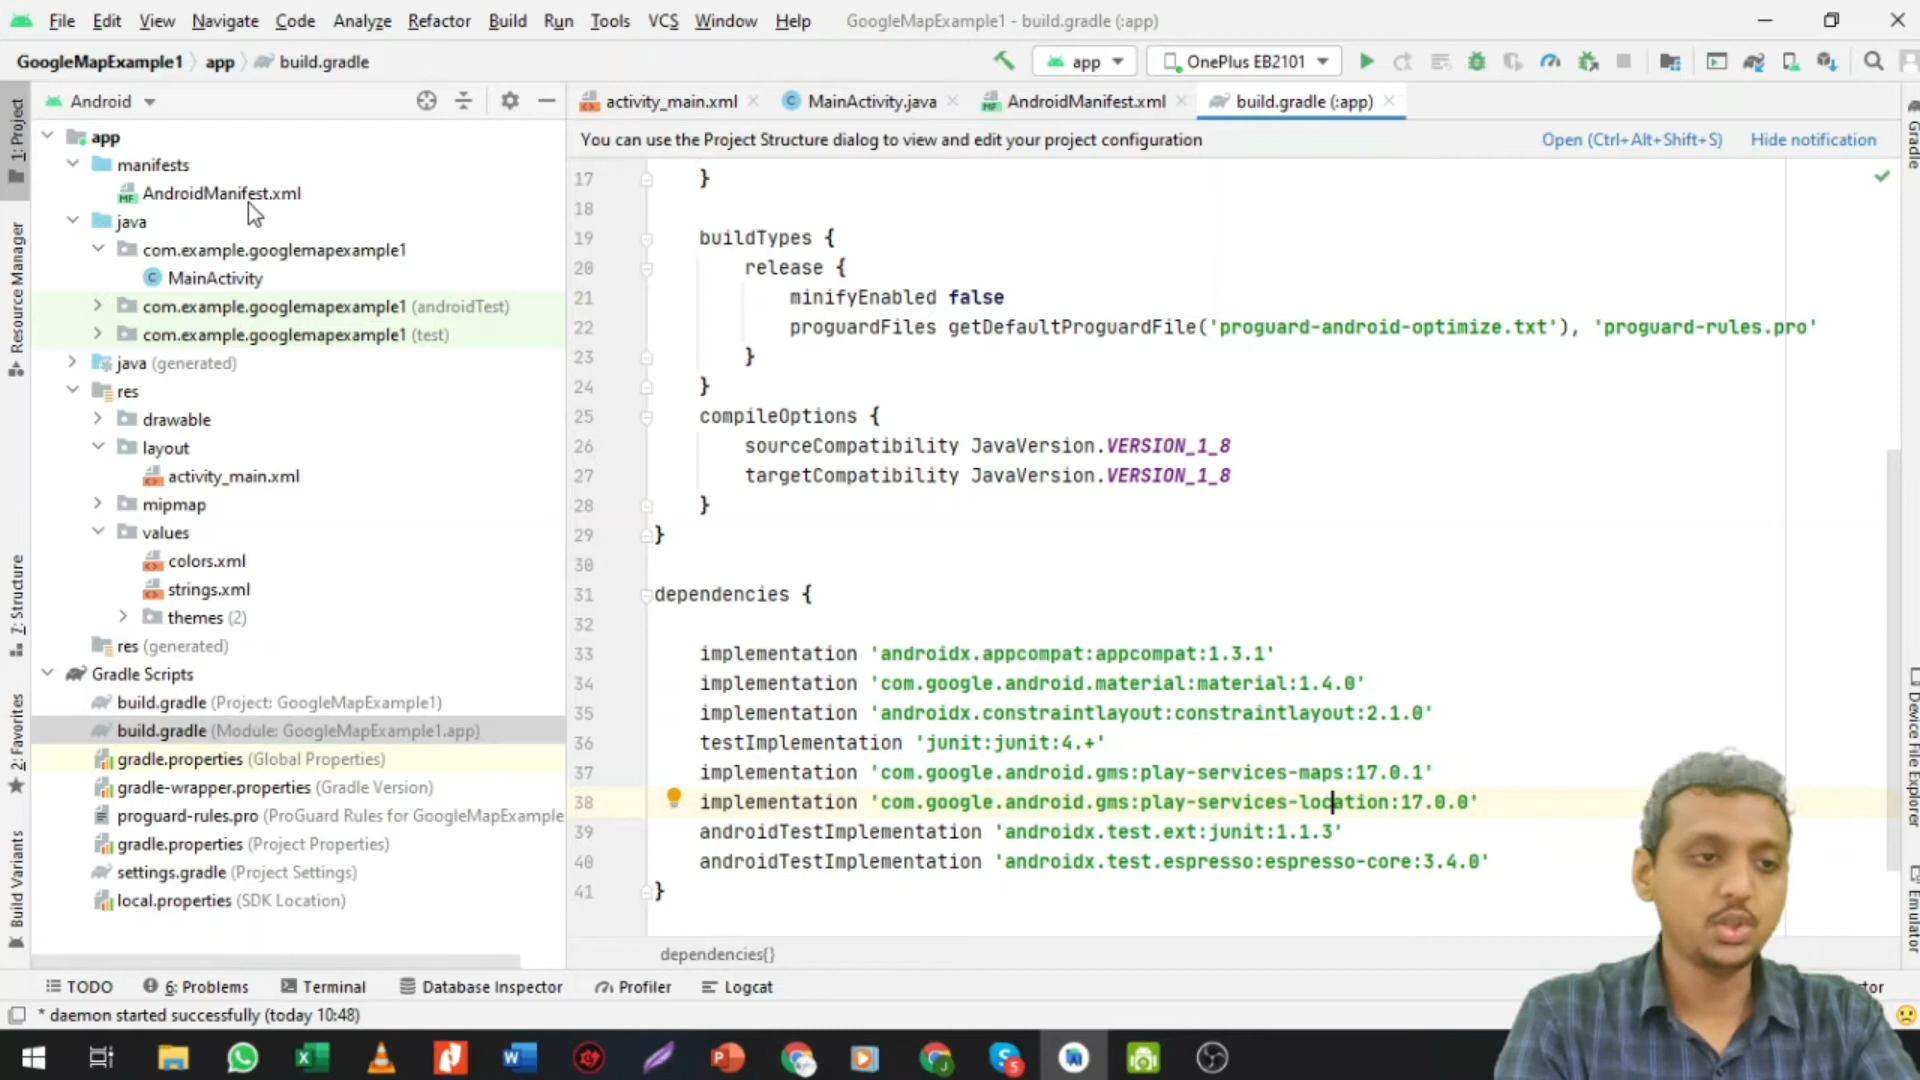 File Edit View Navigate Code Analyze Refactor Build Run Tools VCS Window Help GoogleMapExample1 - build.gradle (:app)
GoogleMapExample1 app build.gradle app OnePlus EB2101
Android
activity_main.xml MainActivity.java AndroidManifest.xml build.gradle (:app)
You can use the Project Structure dialog to view and edit your project configuration Open (Ctrl+Alt+Shift+S) Hide notification
1: Project
Resource Manager
7: Structure
2: Favorites
Build Variants
app
manifests
AndroidManifest.xml
java
com.example.googlemapexample1
MainActivity
com.example.googlemapexample1 (androidTest)
com.example.googlemapexample1 (test)
java (generated)
res
drawable
layout
activity_main.xml
mipmap
values
colors.xml
strings.xml
themes (2)
res (generated)
Gradle Scripts
build.gradle (Project: GoogleMapExample1)
build.gradle (Module: GoogleMapExample1.app)
gradle.properties (Global Properties)
gradle-wrapper.properties (Gradle Version)
proguard-rules.pro (ProGuard Rules for GoogleMapExample
gradle.properties (Project Properties)
settings.gradle (Project Settings)
local.properties (SDK Location)
17 }
18
19 buildTypes {
20 release {
21 minifyEnabled false
22 proguardFiles getDefaultProguardFile('proguard-android-optimize.txt'), 'proguard-rules.pro'
23 }
24 }
25 compileOptions {
26 sourceCompatibility JavaVersion.VERSION_1_8
27 targetCompatibility JavaVersion.VERSION_1_8
28 }
29 }
30
31 dependencies {
32
33 implementation 'androidx.appcompat:appcompat:1.3.1'
34 implementation 'com.google.android.material:material:1.4.0'
35 implementation 'androidx.constraintlayout:constraintlayout:2.1.0'
36 testImplementation 'junit:junit:4.+'
37 implementation 'com.google.android.gms:play-services-maps:17.0.1'
38 implementation 'com.google.android.gms:play-services-location:17.0.0'
39 androidTestImplementation 'androidx.test.ext:junit:1.1.3'
40 androidTestImplementation 'androidx.test.espresso:espresso-core:3.4.0'
41 }
dependencies{}
Gradle
Device File Explorer
Emulator
TODO 6: Problems Terminal Database Inspector Profiler Logcat
* daemon started successfully (today 10:48)